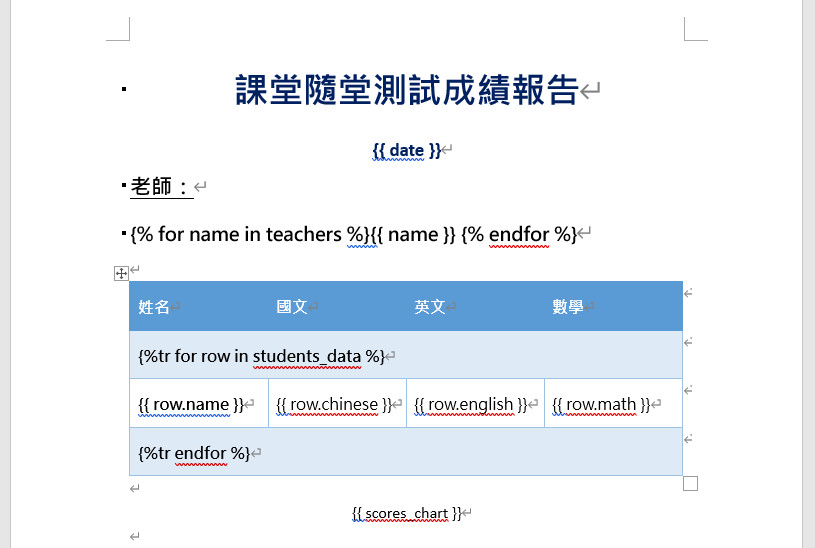 課堂隨堂測試成績報告
{{ date }}
老師：
{% for name in teachers %}{{ name }} {% endfor %}
姓名 國文 英文 數學
{%tr for row in students_data %}
{{ row.name }} {{ row.chinese }} {{ row.english }} {{ row.math }}
{%tr endfor %}
{{ scores_chart }}